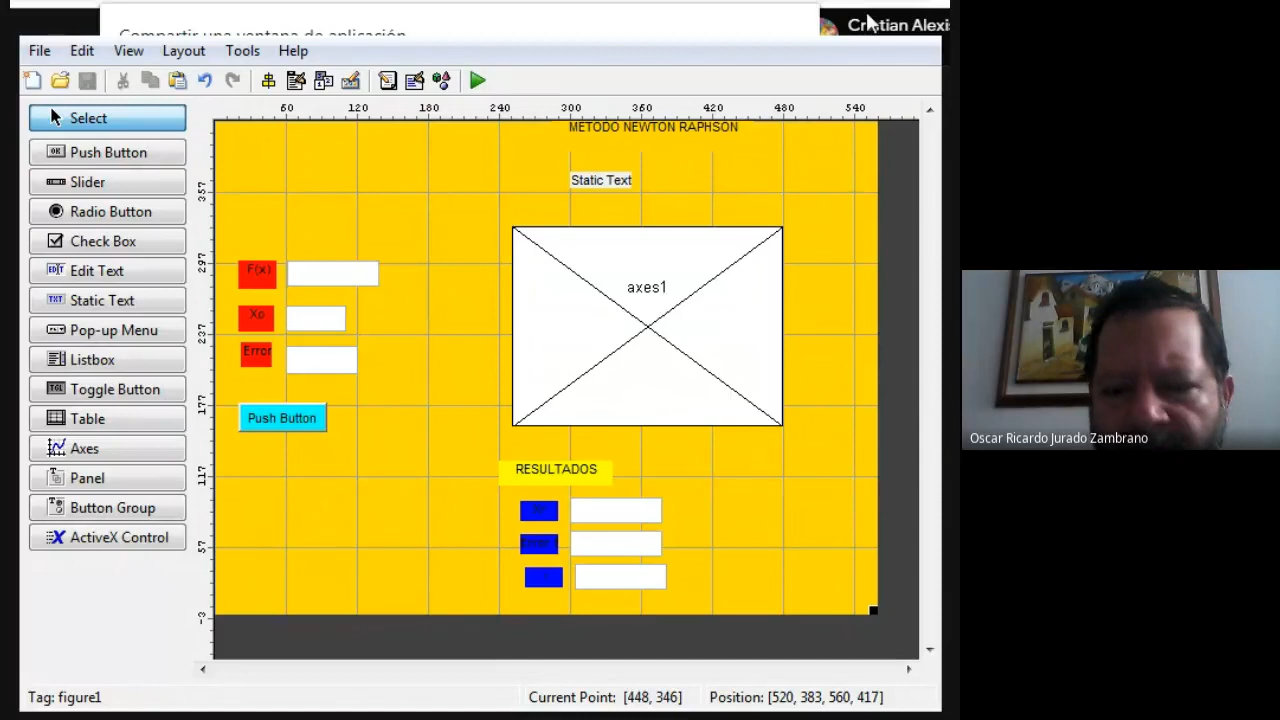 Compartir una ventana de aplicación
Cristian Alexis
File Edit View Layout Tools Help
60 120 180 240 300 360 420 480 540
Select
Push Button
Slider
Radio Button
Check Box
Edit Text
Static Text
Pop-up Menu
Listbox
Toggle Button
Table
Axes
Panel
Button Group
ActiveX Control
357
297
237
177
117
57
-3
METODO NEWTON RAPHSON
Static Text
F(x)
Xo
Error
Push Button
axes1
RESULTADOS
Oscar Ricardo Jurado Zambrano
Tag: figure1
Current Point: [448, 346]
Position: [520, 383, 560, 417]